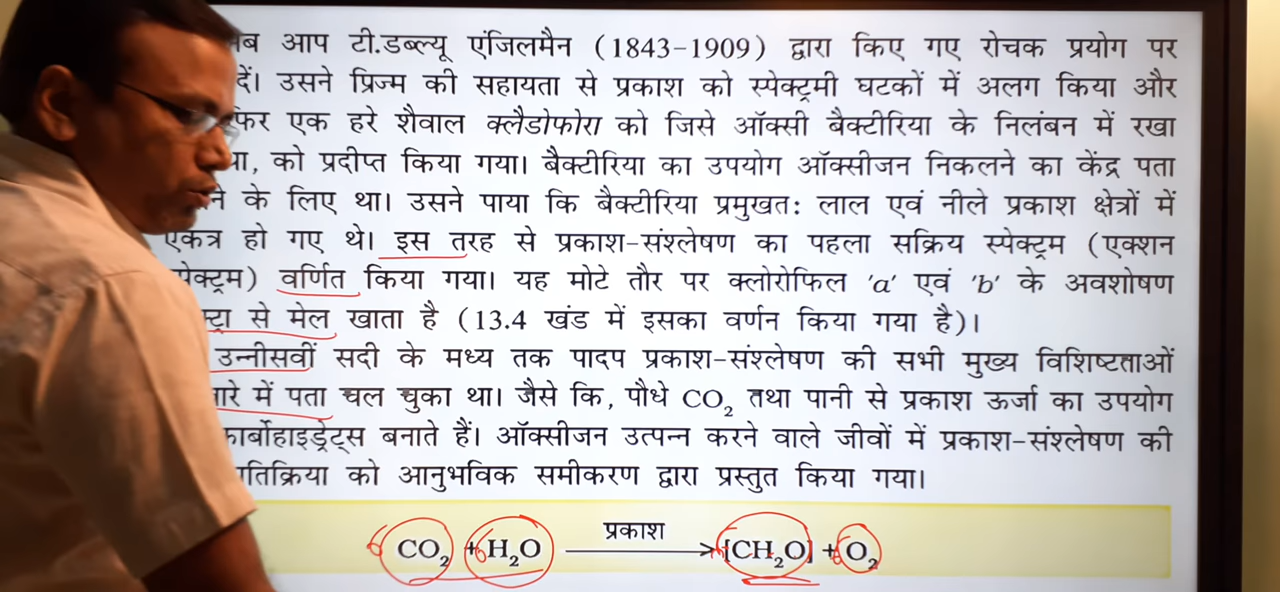 आप टी.डब्ल्यू एंजिलमैन (1843-1909) द्वारा किए गए रोचक प्रयोग पर
दें। उसने प्रिज्म की सहायता से प्रकाश को स्पेक्ट्रमी घटकों में अलग किया और
एक हरे शैवाल क्लैडोफोरा को जिसे ऑक्सी बैक्टीरिया के निलंबन में रखा
को प्रदीप्त किया गया। बैक्टीरिया का उपयोग ऑक्सीजन निकलने का केंद्र पता
के लिए था। उसने पाया कि बैक्टीरिया प्रमुखत: लाल एवं नीले प्रकाश क्षेत्रों में
एकत्र हो गए थे। इस तरह से प्रकाश-संश्लेषण का पहला सक्रिय स्पेक्ट्रम (एक्शन
वर्णित किया गया। यह मोटे तौर पर क्लोरोफिल 'a' एवं 'b' के अवशोषण
से मेल खाता है (13.4 खंड में इसका वर्णन किया गया है)।
उन्नीसवीं सदी के मध्य तक पादप प्रकाश-संश्लेषण की सभी मुख्य विशिष्टताओं
में पता चल चुका था। जैसे कि, पौधे CO₂ तथा पानी से प्रकाश ऊर्जा का उपयोग
कार्बोहाइड्रेट्स बनाते हैं। ऑक्सीजन उत्पन्न करने वाले जीवों में प्रकाश-संश्लेषण की
को आनुभविक समीकरण द्वारा प्रस्तुत किया गया।
प्रकाश
6 CO₂ + 6 H₂O ⟶ 6 [CH₂O] + 6 O₂